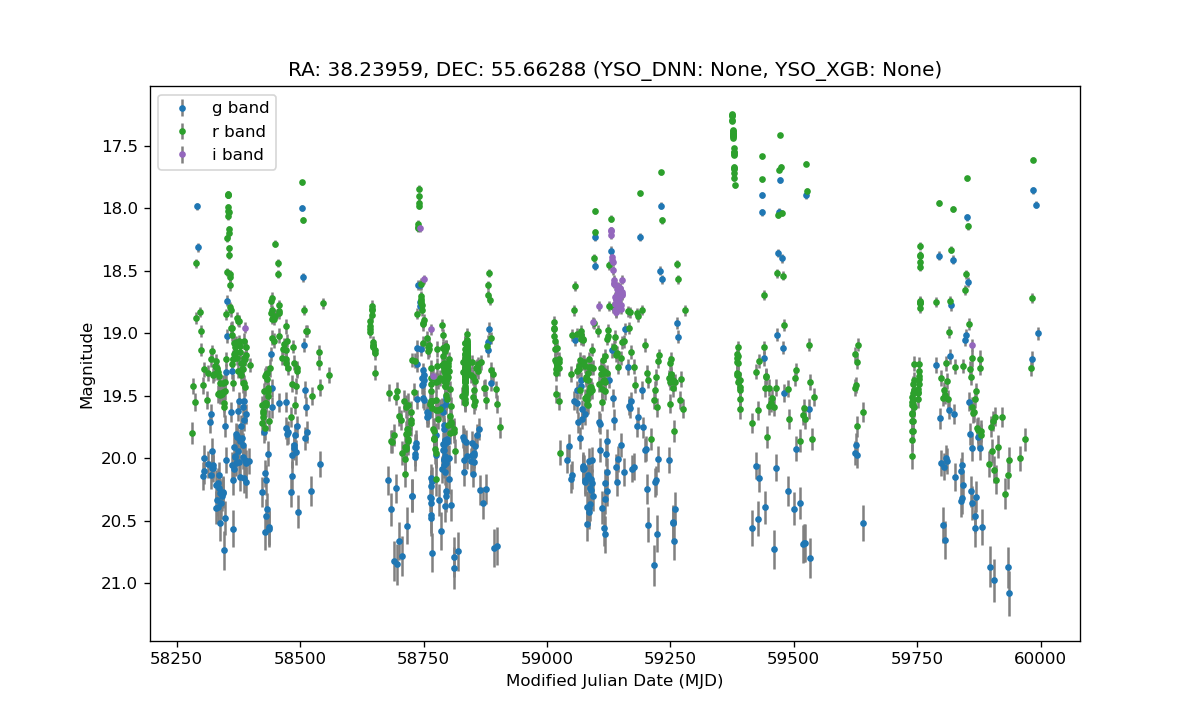 RA: 38.23959, DEC: 55.66288 (YSO_DNN: None, YSO_XGB: None)
g band
r band
i band
17.5
18.0
18.5
19.0
19.5
20.0
20.5
21.0
Magnitude
58250 58500 58750 59000 59250 59500 59750 60000
Modified Julian Date (MJD)